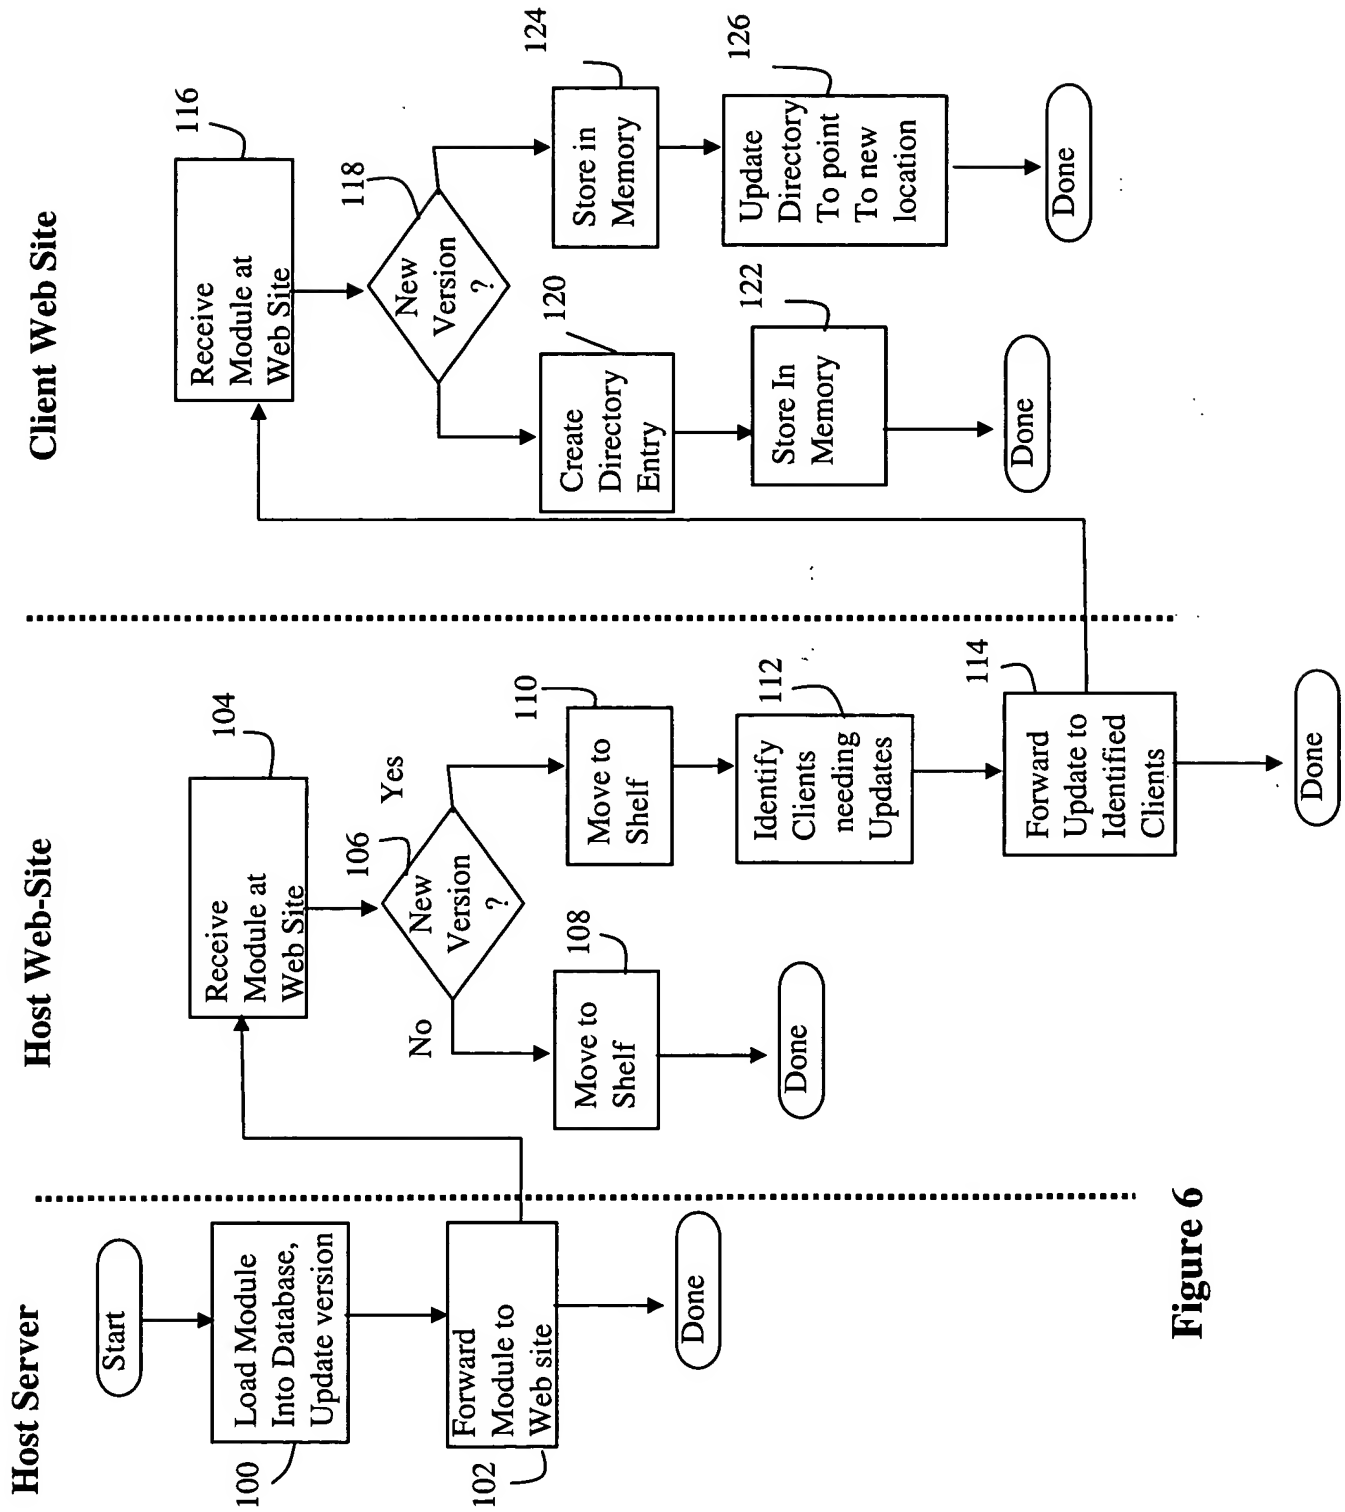 Host Server
Start
Load Module
Into Database,
Update version
100
Forward
Module to
Web site
102
Done
Host Web-Site
104
Receive
Module at
Web Site
106
New
Version
?
No
Yes
108
Move to
Shelf
Done
110
Move to
Shelf
112
Identify
Clients
needing
Updates
114
Forward
Update to
Identified
Clients
Done
Client Web Site
116
Receive
Module at
Web Site
118
New
Version
?
120
Create
Directory
Entry
122
Store In
Memory
Done
124
Store in
Memory
126
Update
Directory
To point
To new
location
Done
Figure 6